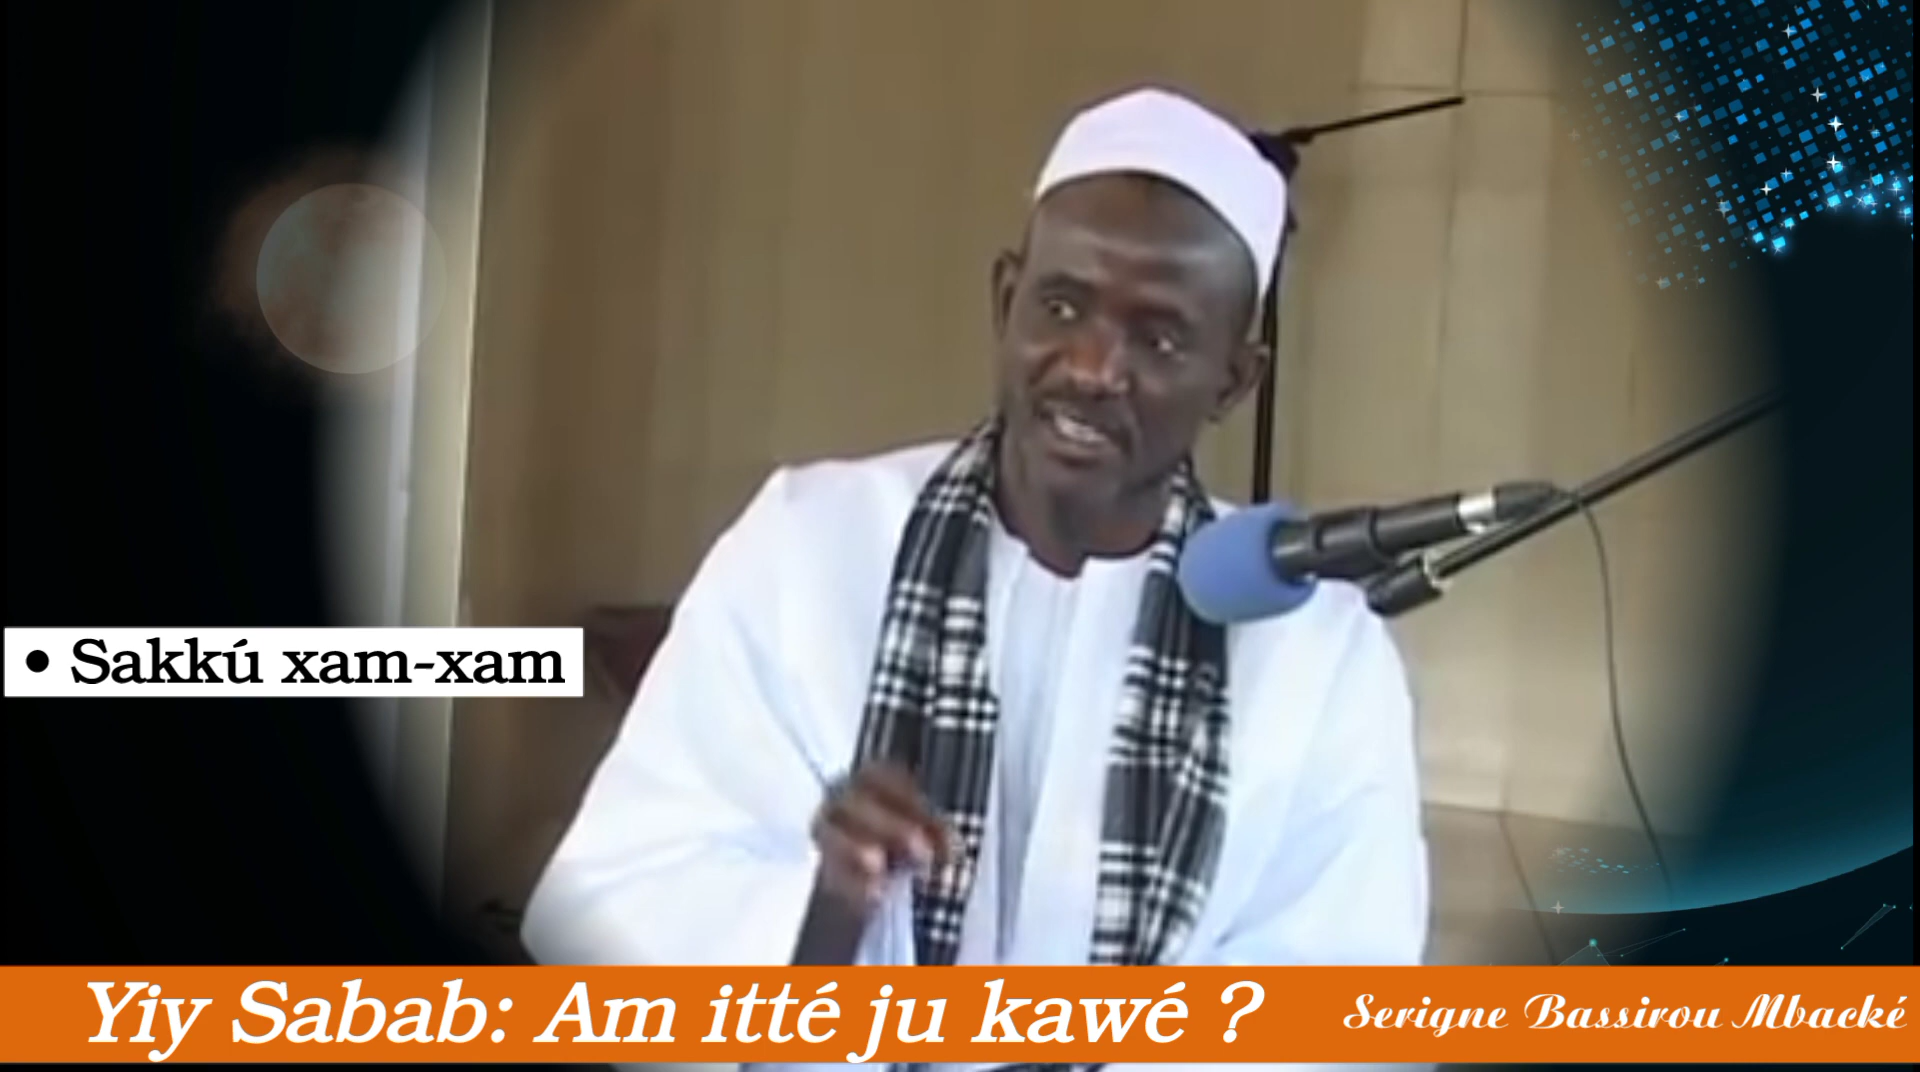 • Sakkú xam-xam
Yiy Sabab: Am itté ju kawé ?
Serigne Bassirou Mbacké